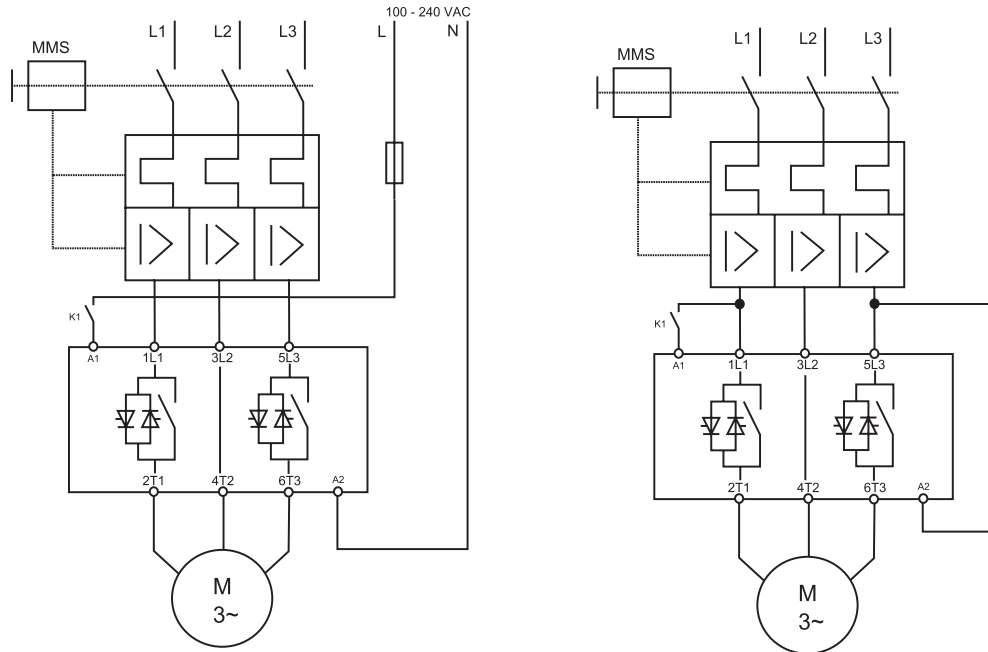 100 - 240 VAC
L1 L2 L3 L N
MMS
K1
A1 1L1 3L2 5L3
2T1 4T2 6T3 A2
M
3~
L1 L2 L3
MMS
K1
A1 1L1 3L2 5L3
2T1 4T2 6T3 A2
M
3~